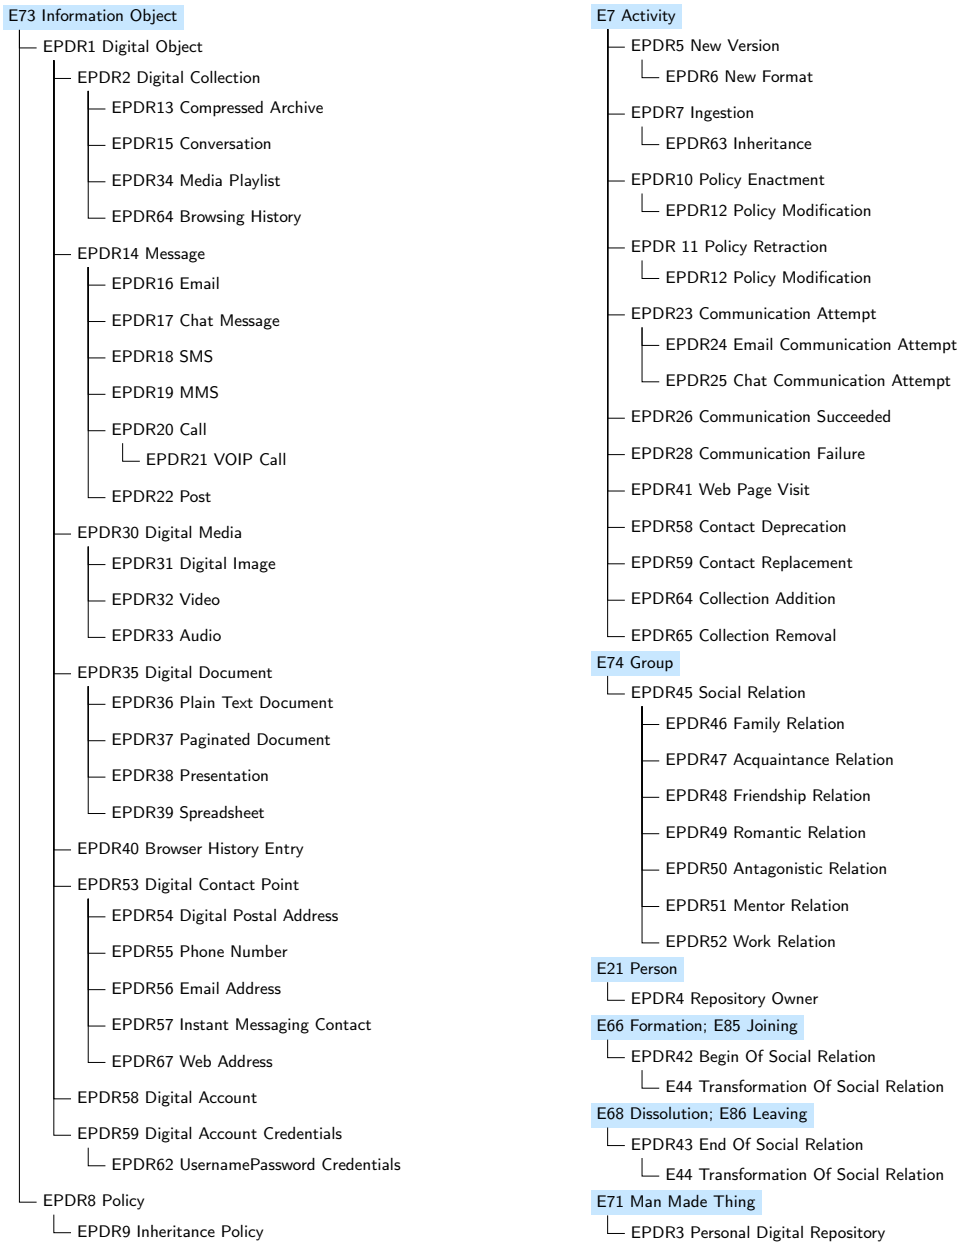 E73 Information Object
EPDR1 Digital Object
EPDR2 Digital Collection
EPDR13 Compressed Archive
EPDR15 Conversation
EPDR34 Media Playlist
EPDR64 Browsing History
EPDR14 Message
EPDR16 Email
EPDR17 Chat Message
EPDR18 SMS
EPDR19 MMS
EPDR20 Call
EPDR21 VOIP Call
EPDR22 Post
EPDR30 Digital Media
EPDR31 Digital Image
EPDR32 Video
EPDR33 Audio
EPDR35 Digital Document
EPDR36 Plain Text Document
EPDR37 Paginated Document
EPDR38 Presentation
EPDR39 Spreadsheet
EPDR40 Browser History Entry
EPDR53 Digital Contact Point
EPDR54 Digital Postal Address
EPDR55 Phone Number
EPDR56 Email Address
EPDR57 Instant Messaging Contact
EPDR67 Web Address
EPDR58 Digital Account
EPDR59 Digital Account Credentials
EPDR62 UsernamePassword Credentials
EPDR8 Policy
EPDR9 Inheritance Policy
E7 Activity
EPDR5 New Version
EPDR6 New Format
EPDR7 Ingestion
EPDR63 Inheritance
EPDR10 Policy Enactment
EPDR12 Policy Modification
EPDR 11 Policy Retraction
EPDR12 Policy Modification
EPDR23 Communication Attempt
EPDR24 Email Communication Attempt
EPDR25 Chat Communication Attempt
EPDR26 Communication Succeeded
EPDR28 Communication Failure
EPDR41 Web Page Visit
EPDR58 Contact Deprecation
EPDR59 Contact Replacement
EPDR64 Collection Addition
EPDR65 Collection Removal
E74 Group
EPDR45 Social Relation
EPDR46 Family Relation
EPDR47 Acquaintance Relation
EPDR48 Friendship Relation
EPDR49 Romantic Relation
EPDR50 Antagonistic Relation
EPDR51 Mentor Relation
EPDR52 Work Relation
E21 Person
EPDR4 Repository Owner
E66 Formation; E85 Joining
EPDR42 Begin Of Social Relation
E44 Transformation Of Social Relation
E68 Dissolution; E86 Leaving
EPDR43 End Of Social Relation
E44 Transformation Of Social Relation
E71 Man Made Thing
EPDR3 Personal Digital Repository